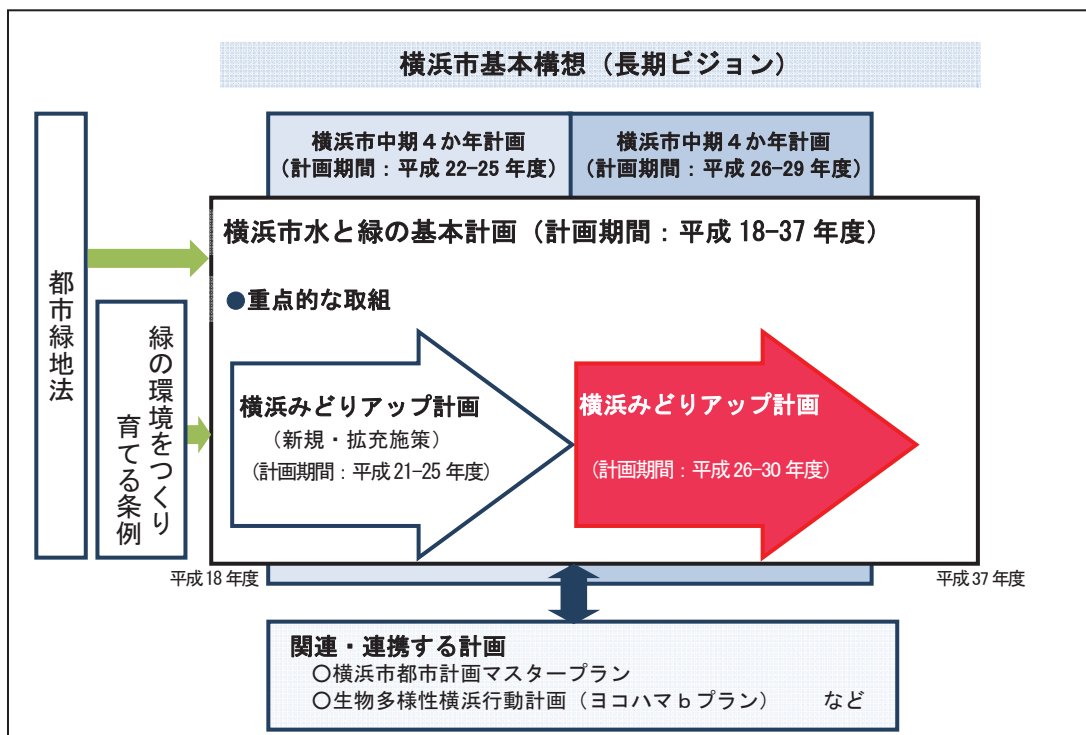 横浜市基本構想（長期ビジョン）
横浜市中期４か年計画
（計画期間：平成 22-25 年度）
横浜市中期４か年計画
（計画期間：平成 26-29 年度）
都市緑地法
緑の環境をつくり
育てる条例
横浜市水と緑の基本計画（計画期間：平成 18-37 年度）
●重点的な取組
横浜みどりアップ計画
（新規・拡充施策）
（計画期間：平成 21-25 年度）
横浜みどりアップ計画
（計画期間：平成 26-30 年度）
平成 18 年度
平成 37 年度
関連・連携する計画
○横浜市都市計画マスタープラン
○生物多様性横浜行動計画（ヨコハマｂプラン）　　など